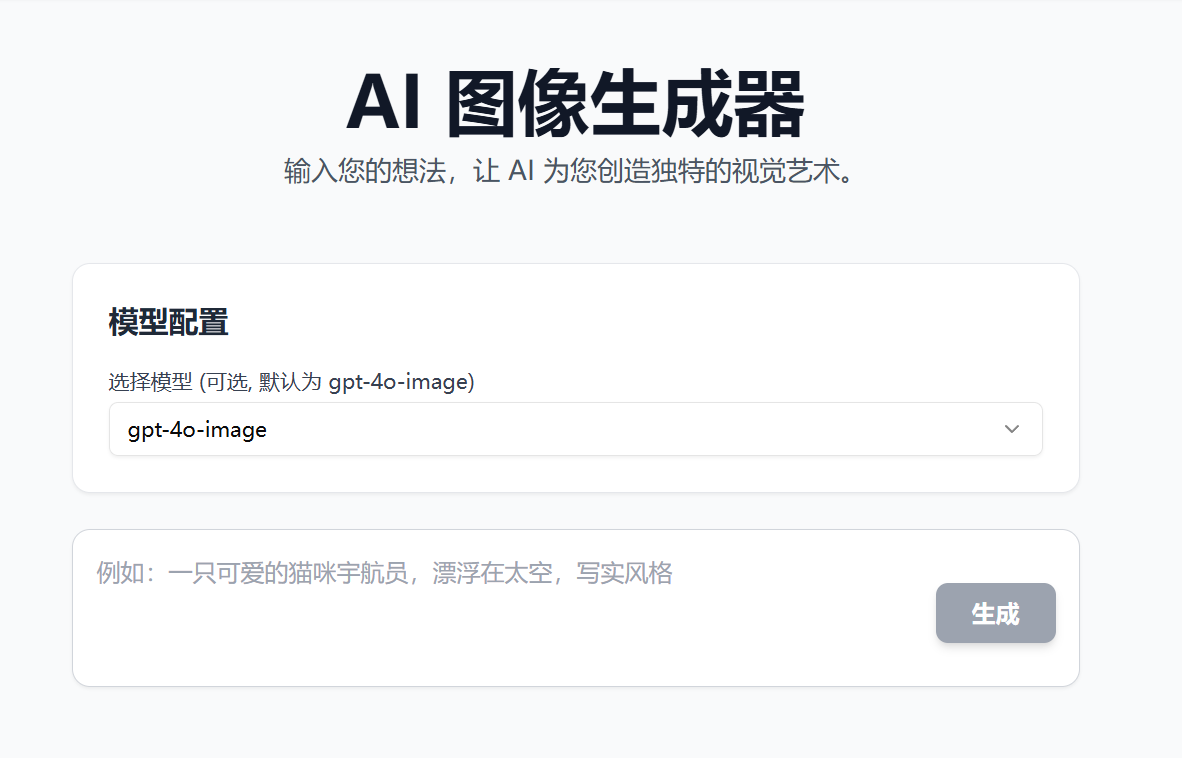 AI 图像生成器
输入您的想法，让 AI 为您创造独特的视觉艺术。
模型配置
选择模型 (可选, 默认为 gpt-4o-image)
gpt-4o-image
例如：一只可爱的猫咪宇航员，漂浮在太空，写实风格
生成